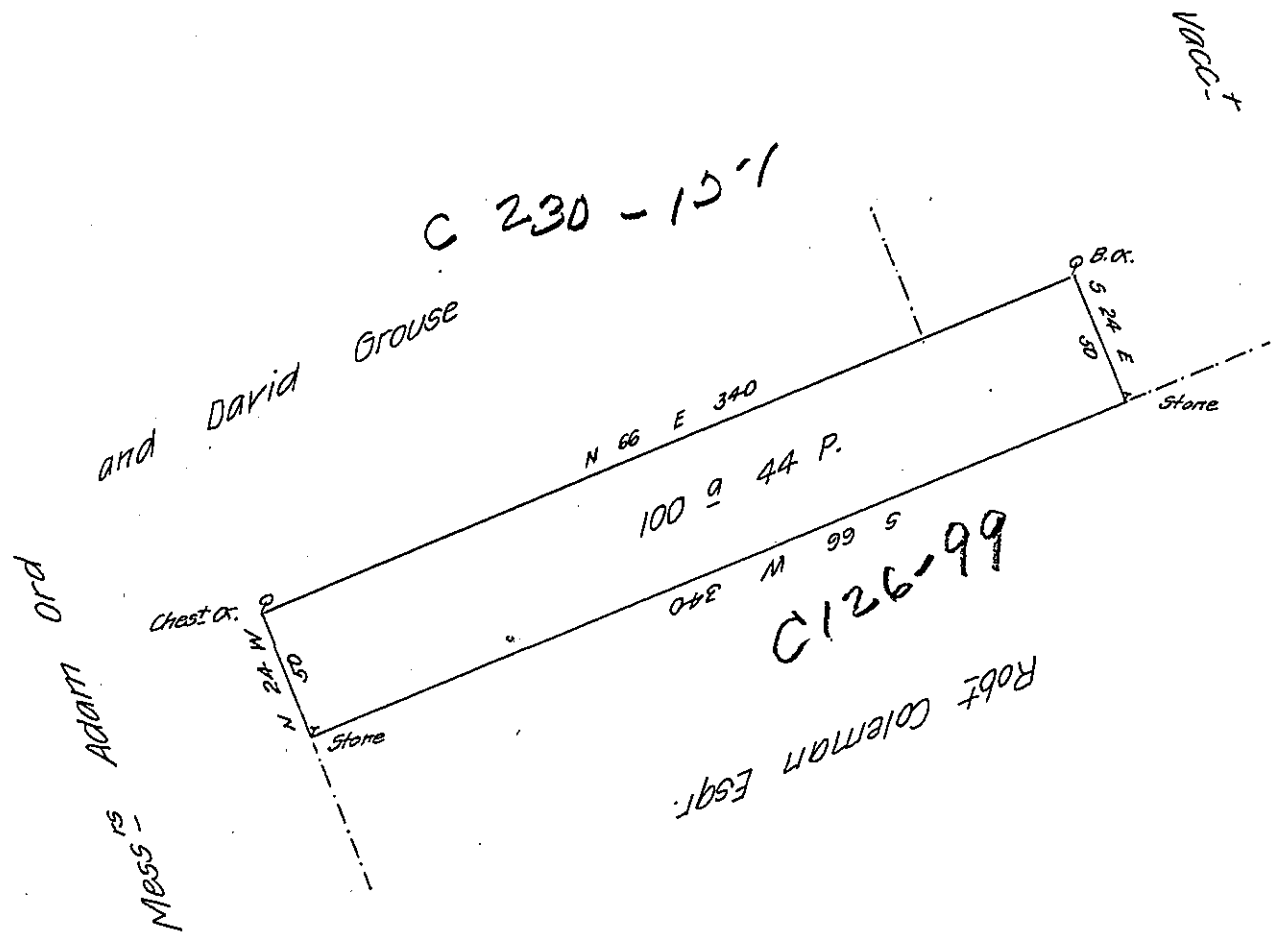 Vacc.t
C 230 -
Mess.rs Adam Ord and David Grouse
B.O.
S 24 E
50
Stone
N 66 E 340
100 a 44 P.
S 66 W 340
C126-99
Robt Coleman Esqr.
Chest O.
N 24 W
50
Stone